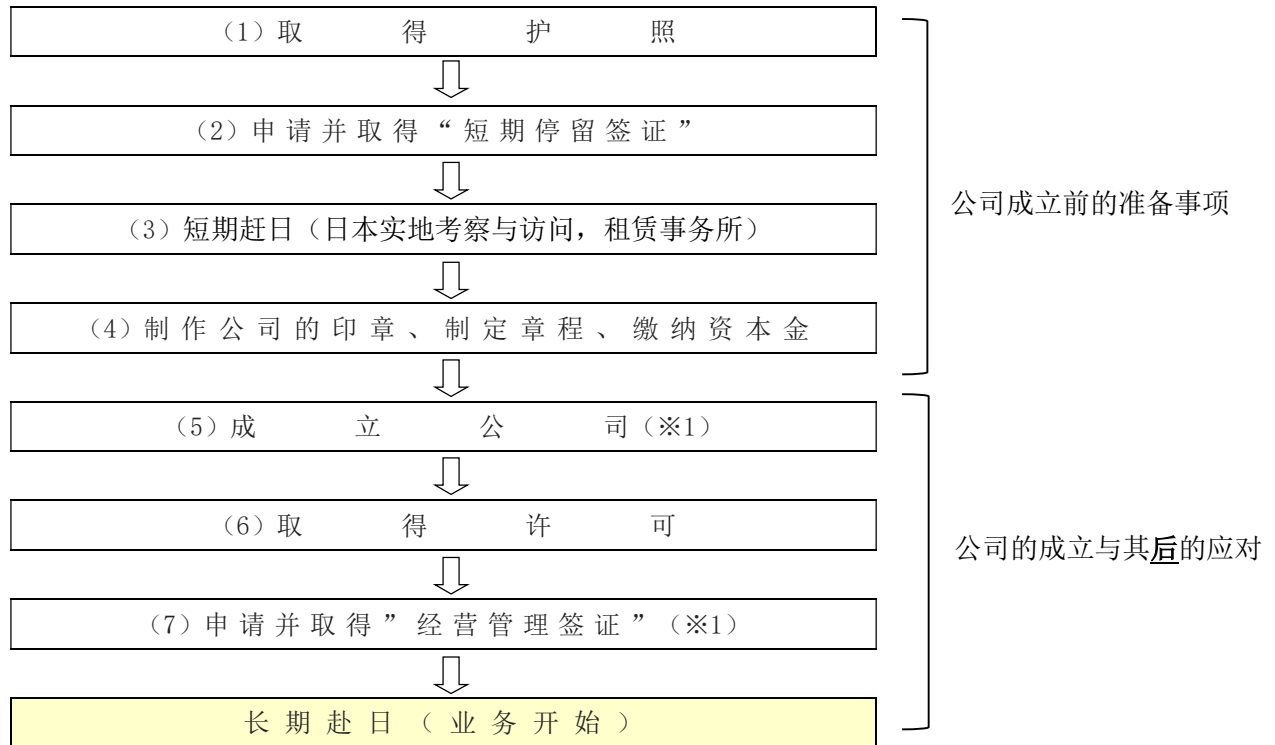 （1）取得护照
（2）申请并取得“短期停留签证”
（3）短期赶日（日本实地考察与访问，租赁事务所）
（4）制作公司的印章、制定章程、缴纳资本金
公司成立前的准备事项
（5）成立公司（※1）
（6）取得许可
（7）申请并取得”经营管理签证”（※1）
长期赴日（业务开始）
公司的成立与其后的应对